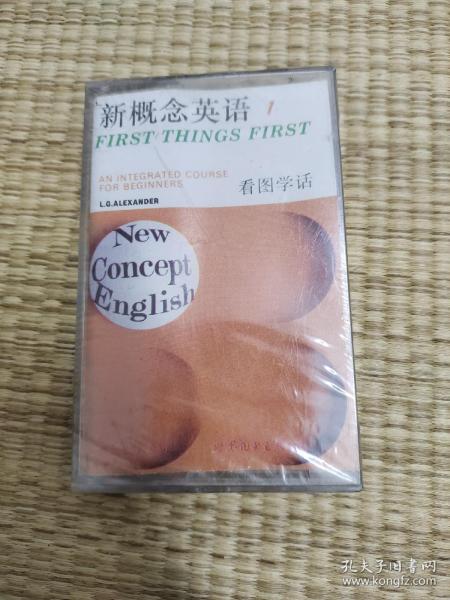 新概念英语 1
FIRST THINGS FIRST
AN INTEGRATED COURSE
FOR BEGINNERS
看图学话
L.G.ALEXANDER
New
Concept
English
孔夫子旧书网
www.kongfz.com